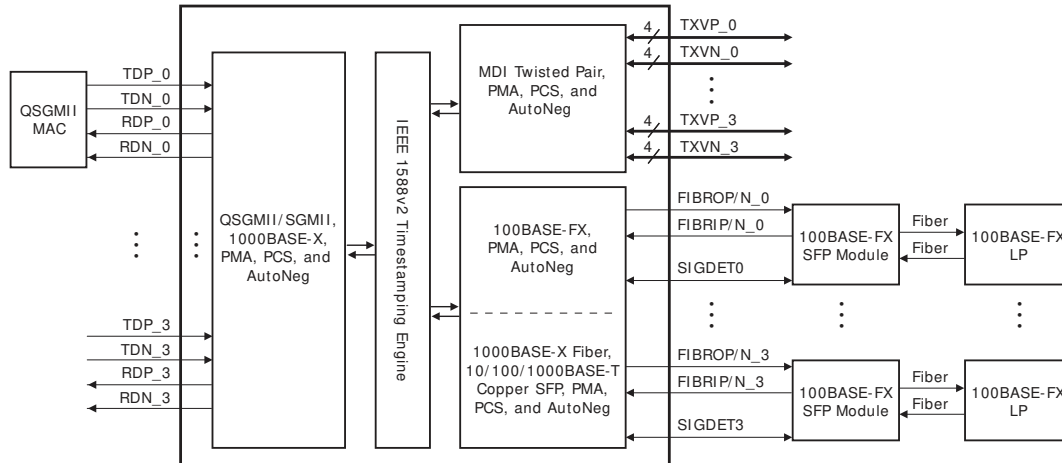 QSGMII
MAC
TDP_0
TDN_0
RDP_0
RDN_0
TDP_3
TDN_3
RDP_3
RDN_3
QSGMII/SGMII,
1000BASE-X,
PMA, PCS, and
AutoNeg
IEEE 1588v2 Timestamping Engine
MDI Twisted Pair,
PMA, PCS, and
AutoNeg
4 TXVP_0
4 TXVN_0
4 TXVP_3
4 TXVN_3
100BASE-FX,
PMA, PCS, and
AutoNeg
1000BASE-X Fiber,
10/100/1000BASE-T
Copper SFP, PMA,
PCS, and AutoNeg
FIBROP/N_0
FIBRIP/N_0
SIGDET0
100BASE-FX
SFP Module
Fiber
Fiber
100BASE-FX
LP
FIBROP/N_3
FIBRIP/N_3
SIGDET3
100BASE-FX
SFP Module
Fiber
Fiber
100BASE-FX
LP